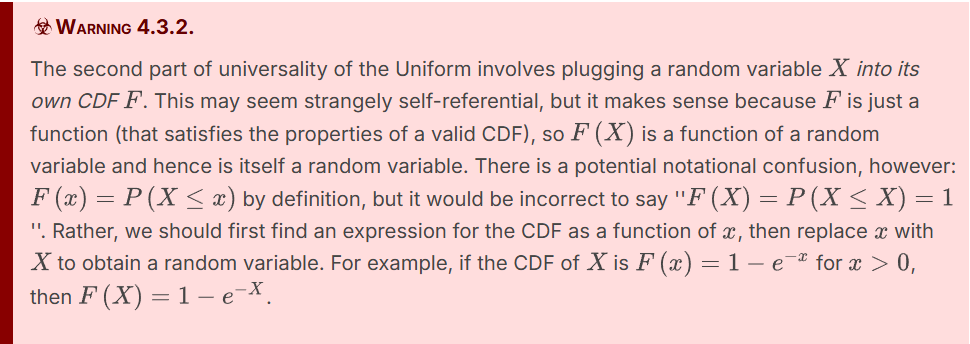 ☣ WARNING 4.3.2.
The second part of universality of the Uniform involves plugging a random variable X into its
own CDF F. This may seem strangely self-referential, but it makes sense because F is just a
function (that satisfies the properties of a valid CDF), so F (X) is a function of a random
variable and hence is itself a random variable. There is a potential notational confusion, however:
F (x) = P (X ≤ x) by definition, but it would be incorrect to say ''F (X) = P (X ≤ X) = 1
''. Rather, we should first find an expression for the CDF as a function of x, then replace x with
X to obtain a random variable. For example, if the CDF of X is F (x) = 1 − e^{−x} for x > 0,
then F (X) = 1 − e^{−X}.